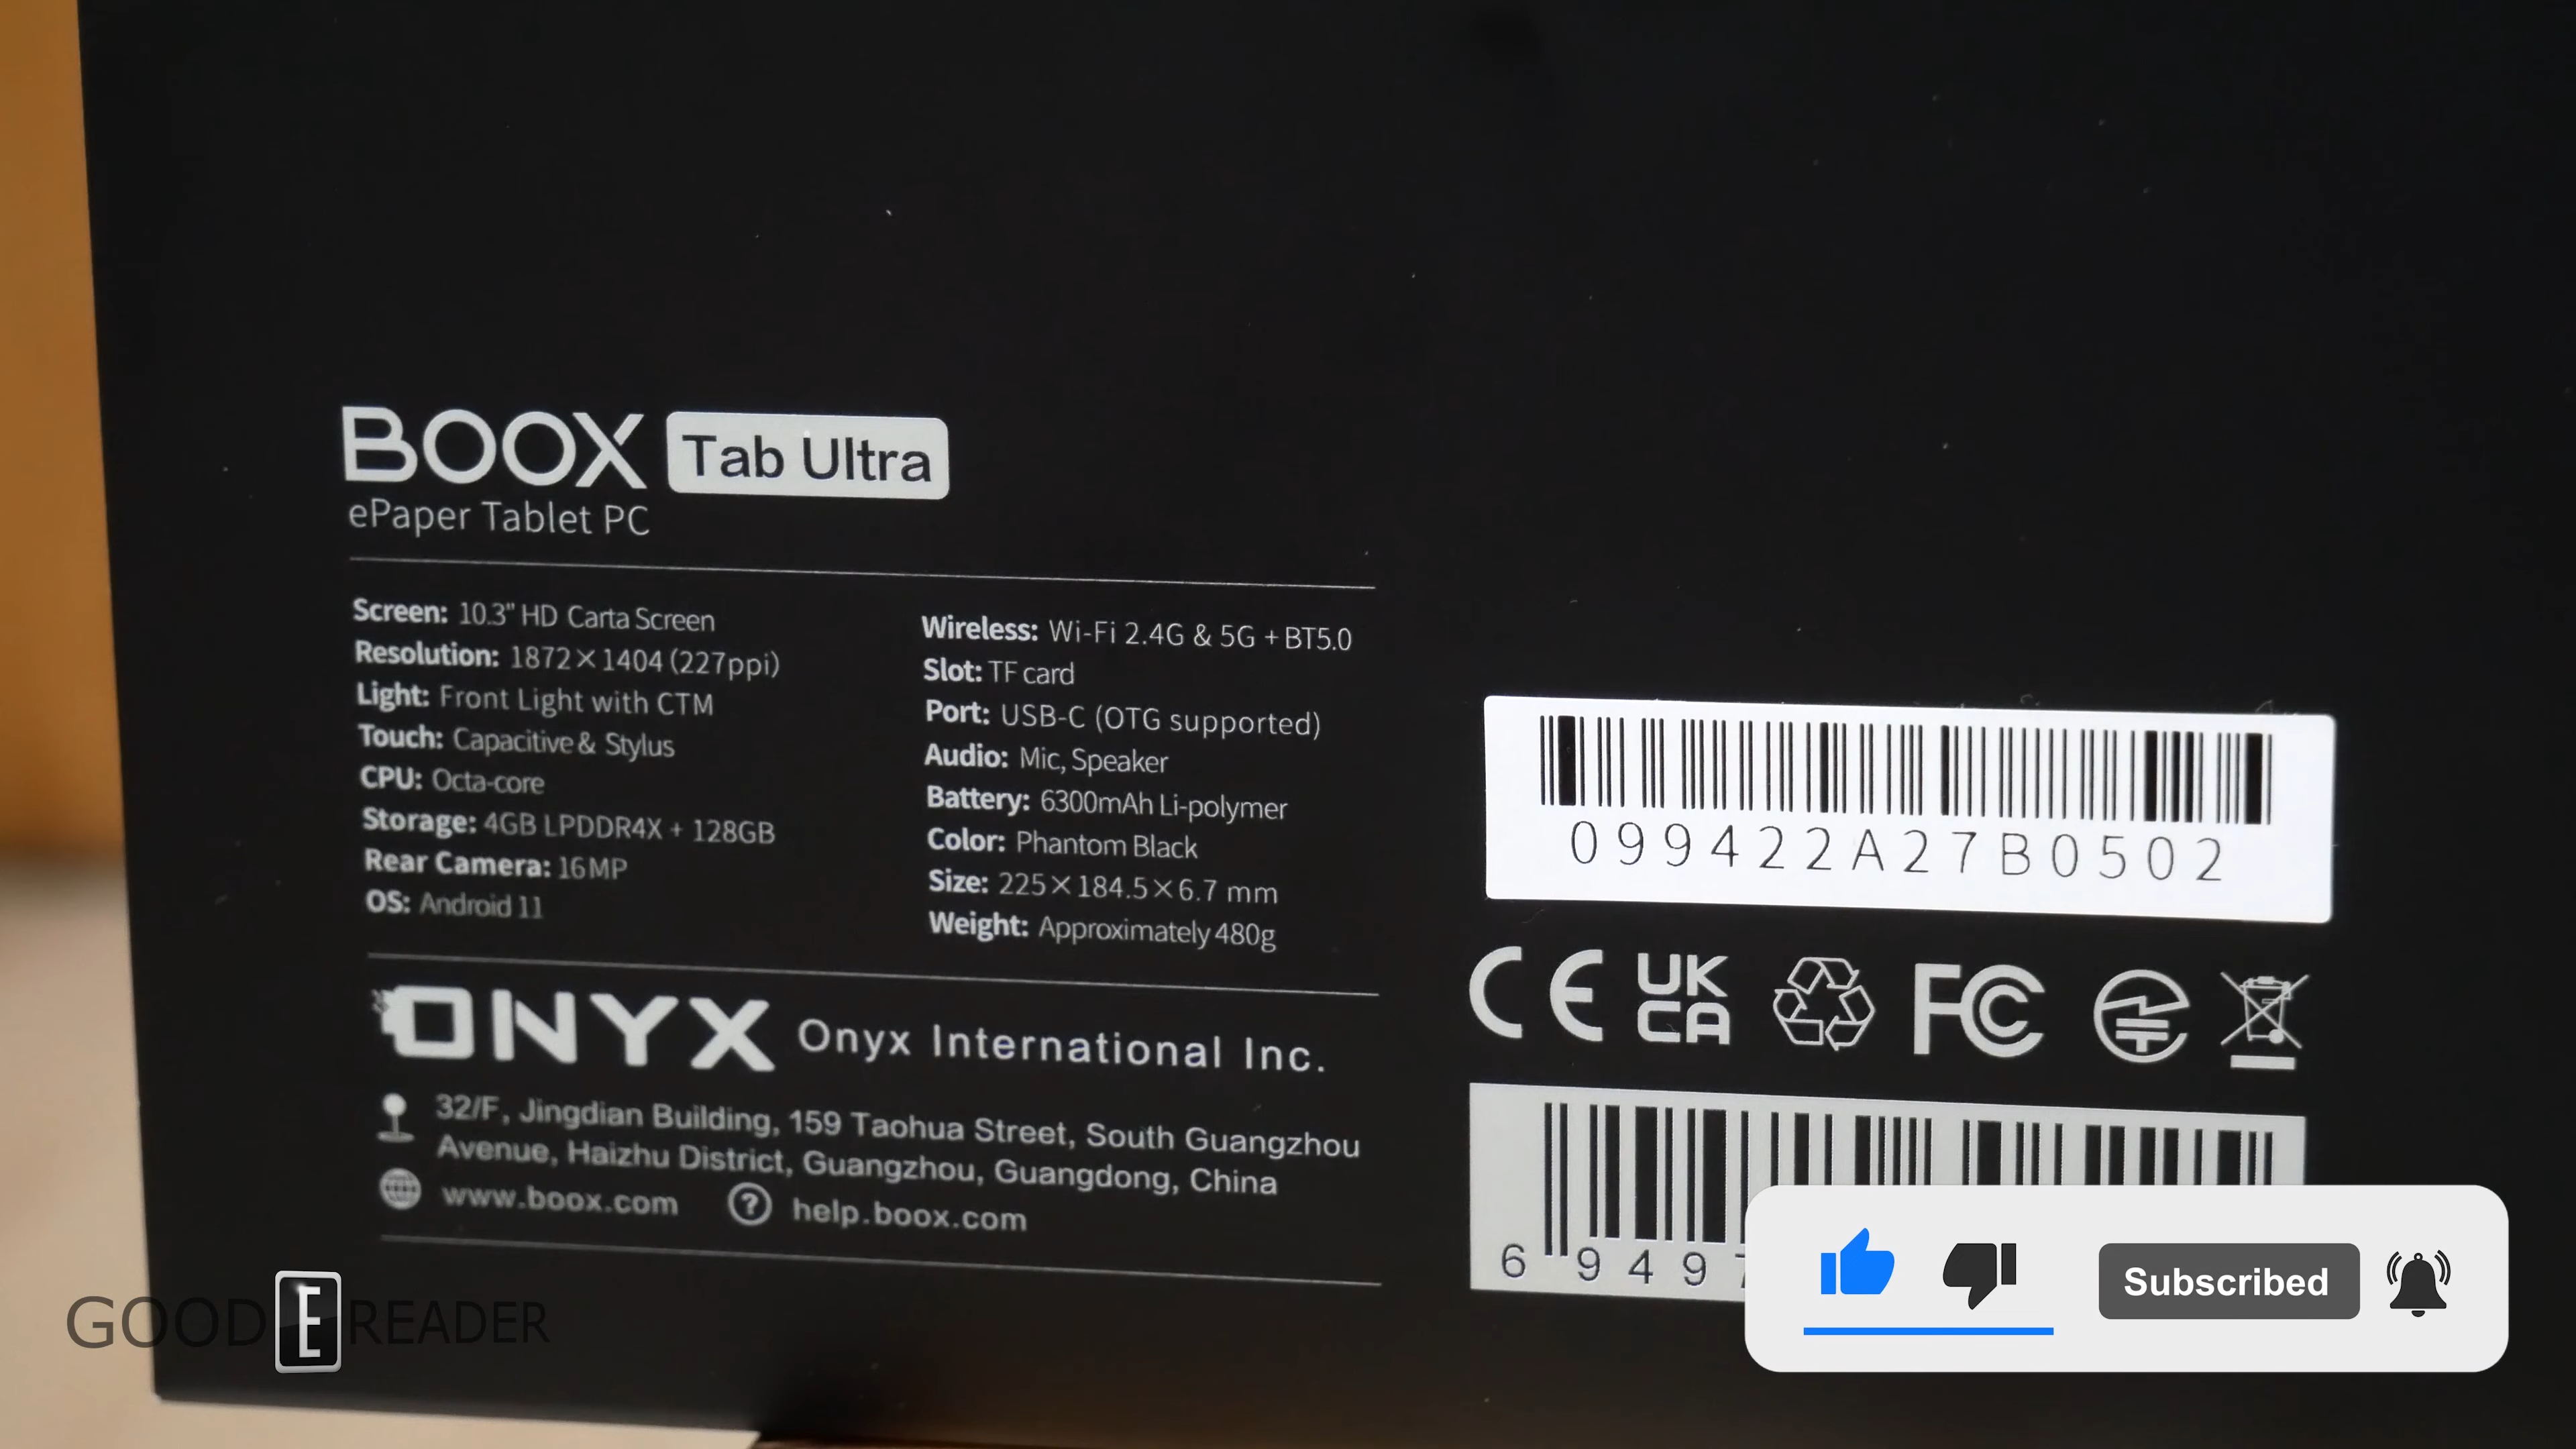 BOOX Tab Ultra
ePaper Tablet PC
Screen: 10.3" HD Carta Screen
Resolution: 1872×1404 (227ppi)
Light: Front Light with CTM
Touch: Capacitive & Stylus
CPU: Octa-core
Storage: 4GB LPDDR4X + 128GB
Rear Camera: 16MP
OS: Android 11
Wireless: Wi-Fi 2.4G & 5G + BT5.0
Slot: TF card
Port: USB-C (OTG supported)
Audio: Mic, Speaker
Battery: 6300mAh Li-polymer
Color: Phantom Black
Size: 225×184.5×6.7 mm
Weight: Approximately 480g
ONYX Onyx International Inc.
32/F, Jingdian Building, 159 Taohua Street, South Guangzhou
Avenue, Haizhu District, Guangzhou, Guangdong, China
www.boox.com help.boox.com
099422A27B0502
CE UK CA FC
6 949
GOOD E READER
Subscribed